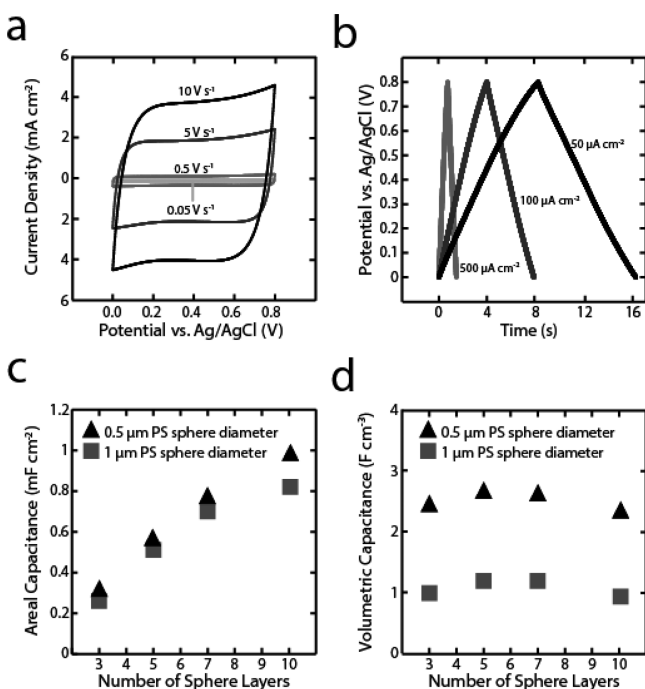 a
6
4
2
0
2
4
6
Current Density (mA cm⁻²)
10 V s⁻¹
5 V s⁻¹
0.5 V s⁻¹
0.05 V s⁻¹
0.0 0.2 0.4 0.6 0.8
Potential vs. Ag/AgCl (V)
b
0.8
0.7
0.6
0.5
0.4
0.3
0.2
0.1
0
Potential vs. Ag/AgCl (V)
50 µA cm⁻²
100 µA cm⁻²
500 µA cm⁻²
0 4 8 12 16
Time (s)
c
1.2
1
0.8
0.6
0.4
0.2
0
Areal Capacitance (mF cm⁻²)
0.5 µm PS sphere diameter
1 µm PS sphere diameter
3 4 5 6 7 8 9 10
Number of Sphere Layers
d
4
3
2
1
0
Volumetric Capacitance (F cm⁻³)
0.5 µm PS sphere diameter
1 µm PS sphere diameter
3 4 5 6 7 8 9 10
Number of Sphere Layers